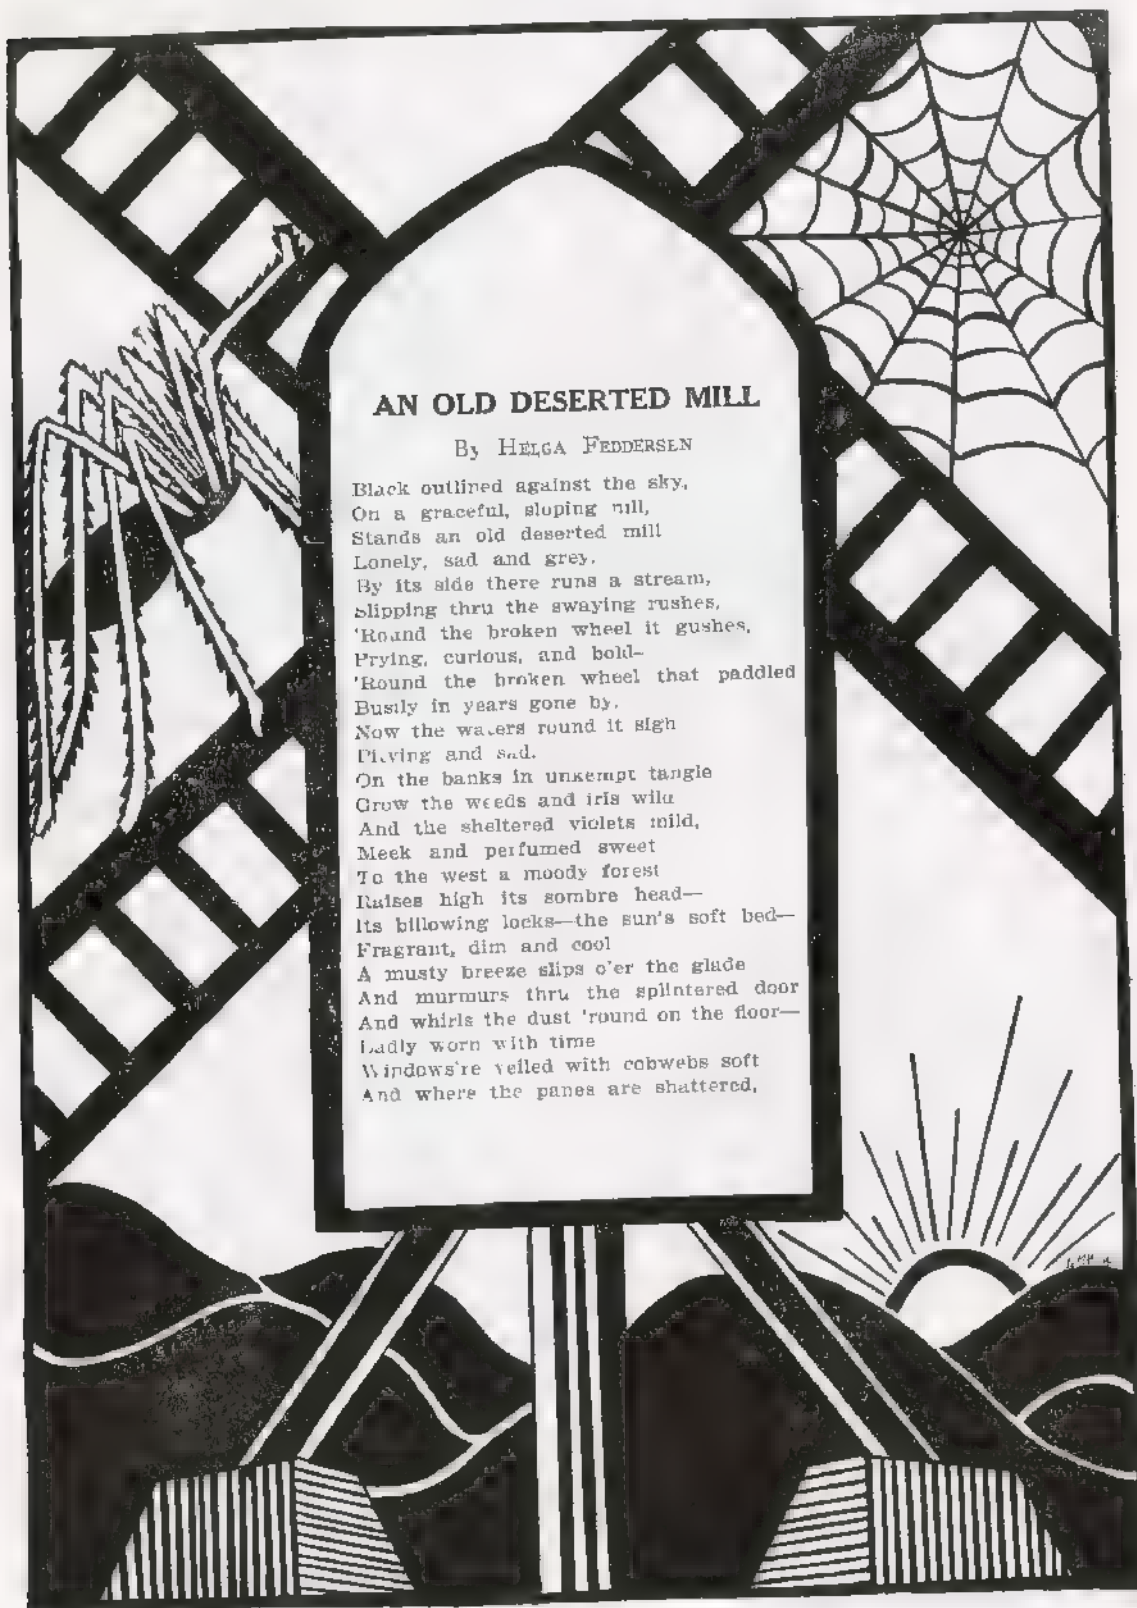 AN OLD DESERTED MILL
By HELGA FEDDERSEN
Black outlined against the sky,
On a graceful, sloping hill,
Stands an old deserted mill
Lonely, sad and grey.
By its side there runs a stream,
Slipping thru the swaying rushes,
'Round the broken wheel it gushes,
Prying, curious, and bold—
'Round the broken wheel that paddled
Busily in years gone by.
Now the waters round it sigh
Pitying and sad.
On the banks in unkempt tangle
Grow the weeds and iris wild
And the sheltered violets mild,
Meek and perfumed sweet
To the west a moody forest
Raises high its sombre head—
Its billowing locks—the sun's soft bed—
Fragrant, dim and cool
A musty breeze slips o'er the glade
And murmurs thru the splintered door
And whirls the dust 'round on the floor—
Badly worn with time
Windows're veiled with cobwebs soft
And where the panes are shattered,